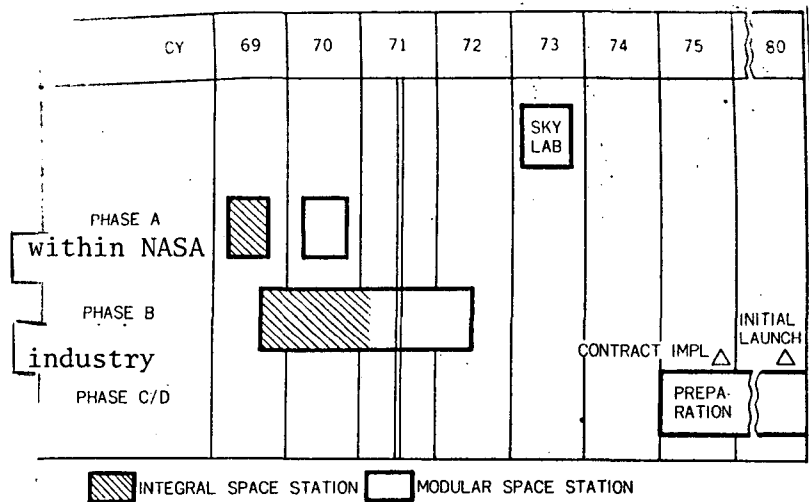 CY 69 70 71 72 73 74 75 80
SKY
LAB
PHASE A
within NASA
PHASE B
industry
PHASE C/D
CONTRACT IMPL
INITIAL
LAUNCH
PREPA-
RATION
INTEGRAL SPACE STATION MODULAR SPACE STATION